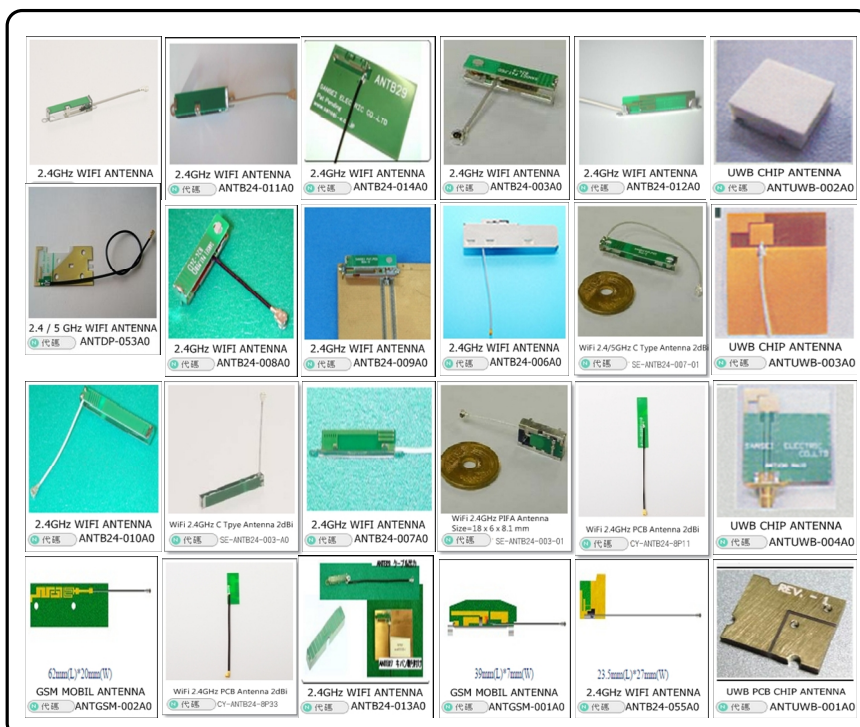 2.4GHz WIFI ANTENNA
2.4GHz WIFI ANTENNA
代碼 ANTB24-011A0
ANTB29
SANSEI ELECTRIC CO.,LTD
Pat Pending
2.4GHz WIFI ANTENNA
代碼 ANTB24-014A0
2.4GHz WIFI ANTENNA
代碼 ANTB24-003A0
2.4GHz WIFI ANTENNA
代碼 ANTB24-012A0
UWB CHIP ANTENNA
代碼 ANTUWB-002A0
2.4 / 5 GHz WIFI ANTENNA
代碼 ANTDP-053A0
2.4GHz WIFI ANTENNA
代碼 ANTB24-008A0
2.4GHz WIFI ANTENNA
代碼 ANTB24-009A0
2.4GHz WIFI ANTENNA
代碼 ANTB24-006A0
WiFi 2.4/5GHz C Type Antenna 2dBi
代碼 SE-ANTB24-007-01
UWB CHIP ANTENNA
代碼 ANTUWB-003A0
2.4GHz WIFI ANTENNA
代碼 ANTB24-010A0
WiFi 2.4GHz C Tpye Antenna 2dBi
代碼 SE-ANTB24-003-A0
2.4GHz WIFI ANTENNA
代碼 ANTB24-007A0
WiFi 2.4GHz PIFA Antenna
Size=18 x 6 x 8.1 mm
代碼 SE-ANTB24-003-01
WiFi 2.4GHz PCB Antenna 2dBi
代碼 CY-ANTB24-8P11
SANSEI ELECTRIC
CO.,LTD
UWB CHIP ANTENNA
代碼 ANTUWB-004A0
62mm(L)*20mm(W)
GSM MOBIL ANTENNA
代碼 ANTGSM-002A0
WiFi 2.4GHz PCB Antenna 2dBi
代碼 CY-ANTB24-8P33
2.4GHz WIFI ANTENNA
代碼 ANTB24-013A0
39mm(L)*7mm(W)
GSM MOBIL ANTENNA
代碼 ANTGSM-001A0
23.5mm(L)*27mm(W)
2.4GHz WIFI ANTENNA
代碼 ANTB24-055A0
REV. - L
UWB PCB CHIP ANTENNA
代碼 ANTUWB-001A0